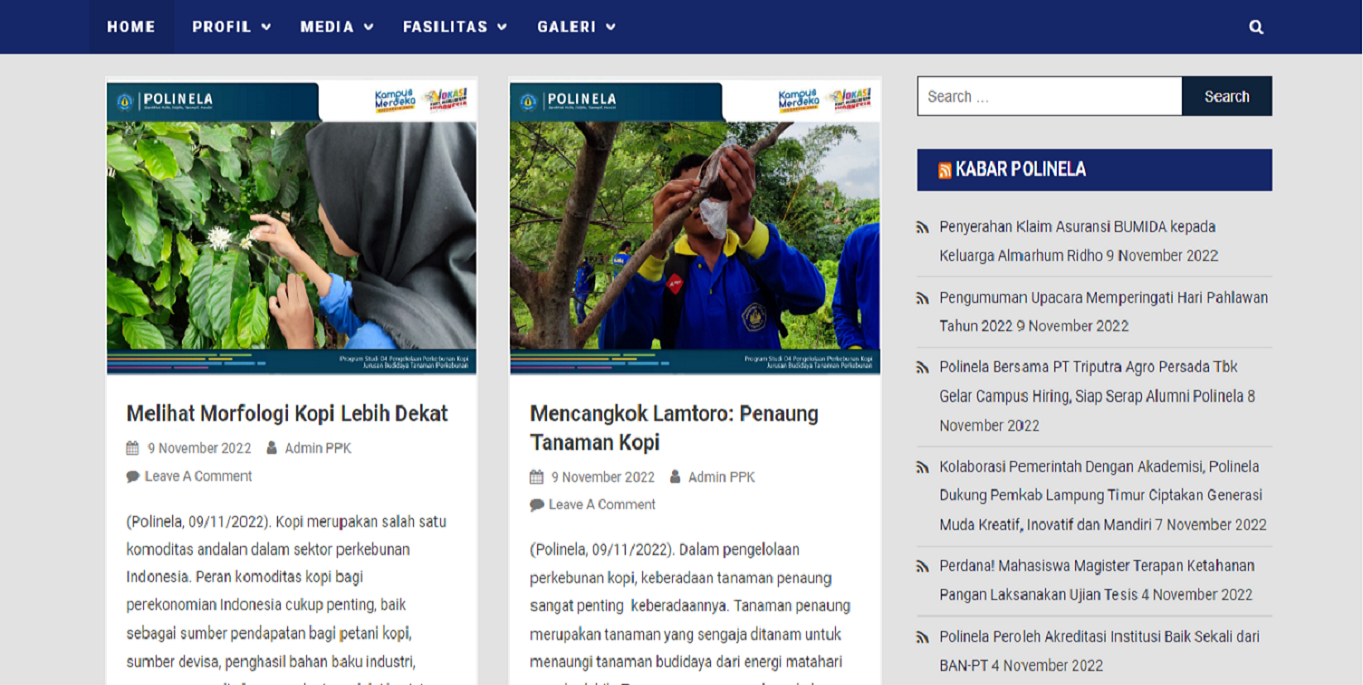 HOME PROFIL MEDIA FASILITAS GALERI
POLINELA
Kampus
Merdeka
VOKASI
Program Studi D4 Pengelolaan Perkebunan Kopi
Jurusan Budidaya Tanaman Perkebunan
Melihat Morfologi Kopi Lebih Dekat
9 November 2022 Admin PPK
Leave A Comment
(Polinela, 09/11/2022). Kopi merupakan salah satu
komoditas andalan dalam sektor perkebunan
Indonesia. Peran komoditas kopi bagi
perekonomian Indonesia cukup penting, baik
sebagai sumber pendapatan bagi petani kopi,
sumber devisa, penghasil bahan baku industri,
POLINELA
Kampus
Merdeka
VOKASI
Program Studi D4 Pengelolaan Perkebunan Kopi
Jurusan Budidaya Tanaman Perkebunan
Mencangkok Lamtoro: Penaung
Tanaman Kopi
9 November 2022 Admin PPK
Leave A Comment
(Polinela, 09/11/2022). Dalam pengelolaan
perkebunan kopi, keberadaan tanaman penaung
sangat penting keberadaannya. Tanaman penaung
merupakan tanaman yang sengaja ditanam untuk
menaungi tanaman budidaya dari energi matahari
Search ... Search
KABAR POLINELA
Penyerahan Klaim Asuransi BUMIDA kepada
Keluarga Almarhum Ridho 9 November 2022
Pengumuman Upacara Memperingati Hari Pahlawan
Tahun 2022 9 November 2022
Polinela Bersama PT Triputra Agro Persada Tbk
Gelar Campus Hiring, Siap Serap Alumni Polinela 8
November 2022
Kolaborasi Pemerintah Dengan Akademisi, Polinela
Dukung Pemkab Lampung Timur Ciptakan Generasi
Muda Kreatif, Inovatif dan Mandiri 7 November 2022
Perdana! Mahasiswa Magister Terapan Ketahanan
Pangan Laksanakan Ujian Tesis 4 November 2022
Polinela Peroleh Akreditasi Institusi Baik Sekali dari
BAN-PT 4 November 2022